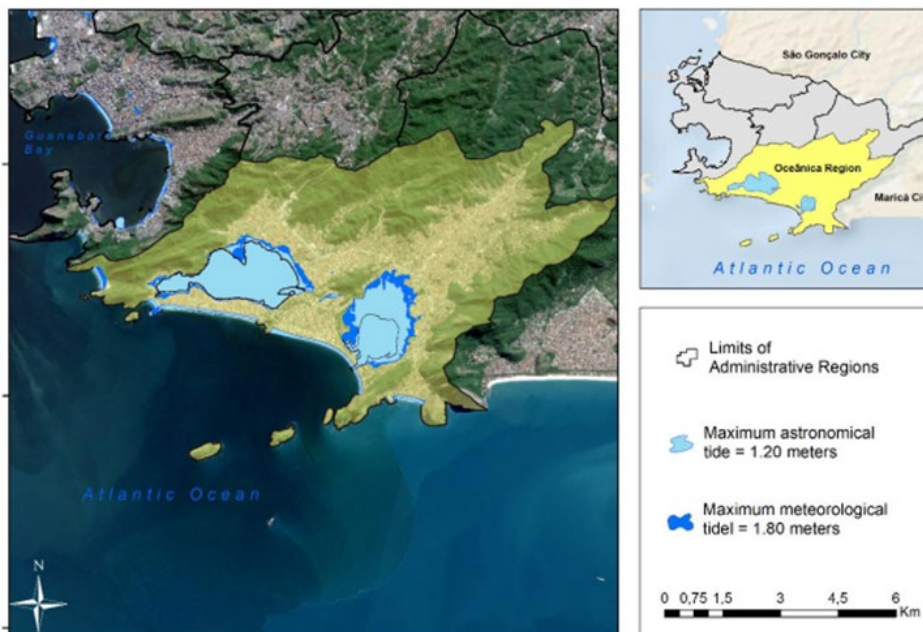 Guanabara
Bay
Atlantic Ocean
N
São Gonçalo City
Oceânica Region
Maricá Ci
Atlantic Ocean
Limits of
Administrative Regions
Maximum astronomical
tide = 1.20 meters
Maximum meteorological
tidel = 1.80 meters
0 0,75 1,5 3 4,5 6
Km